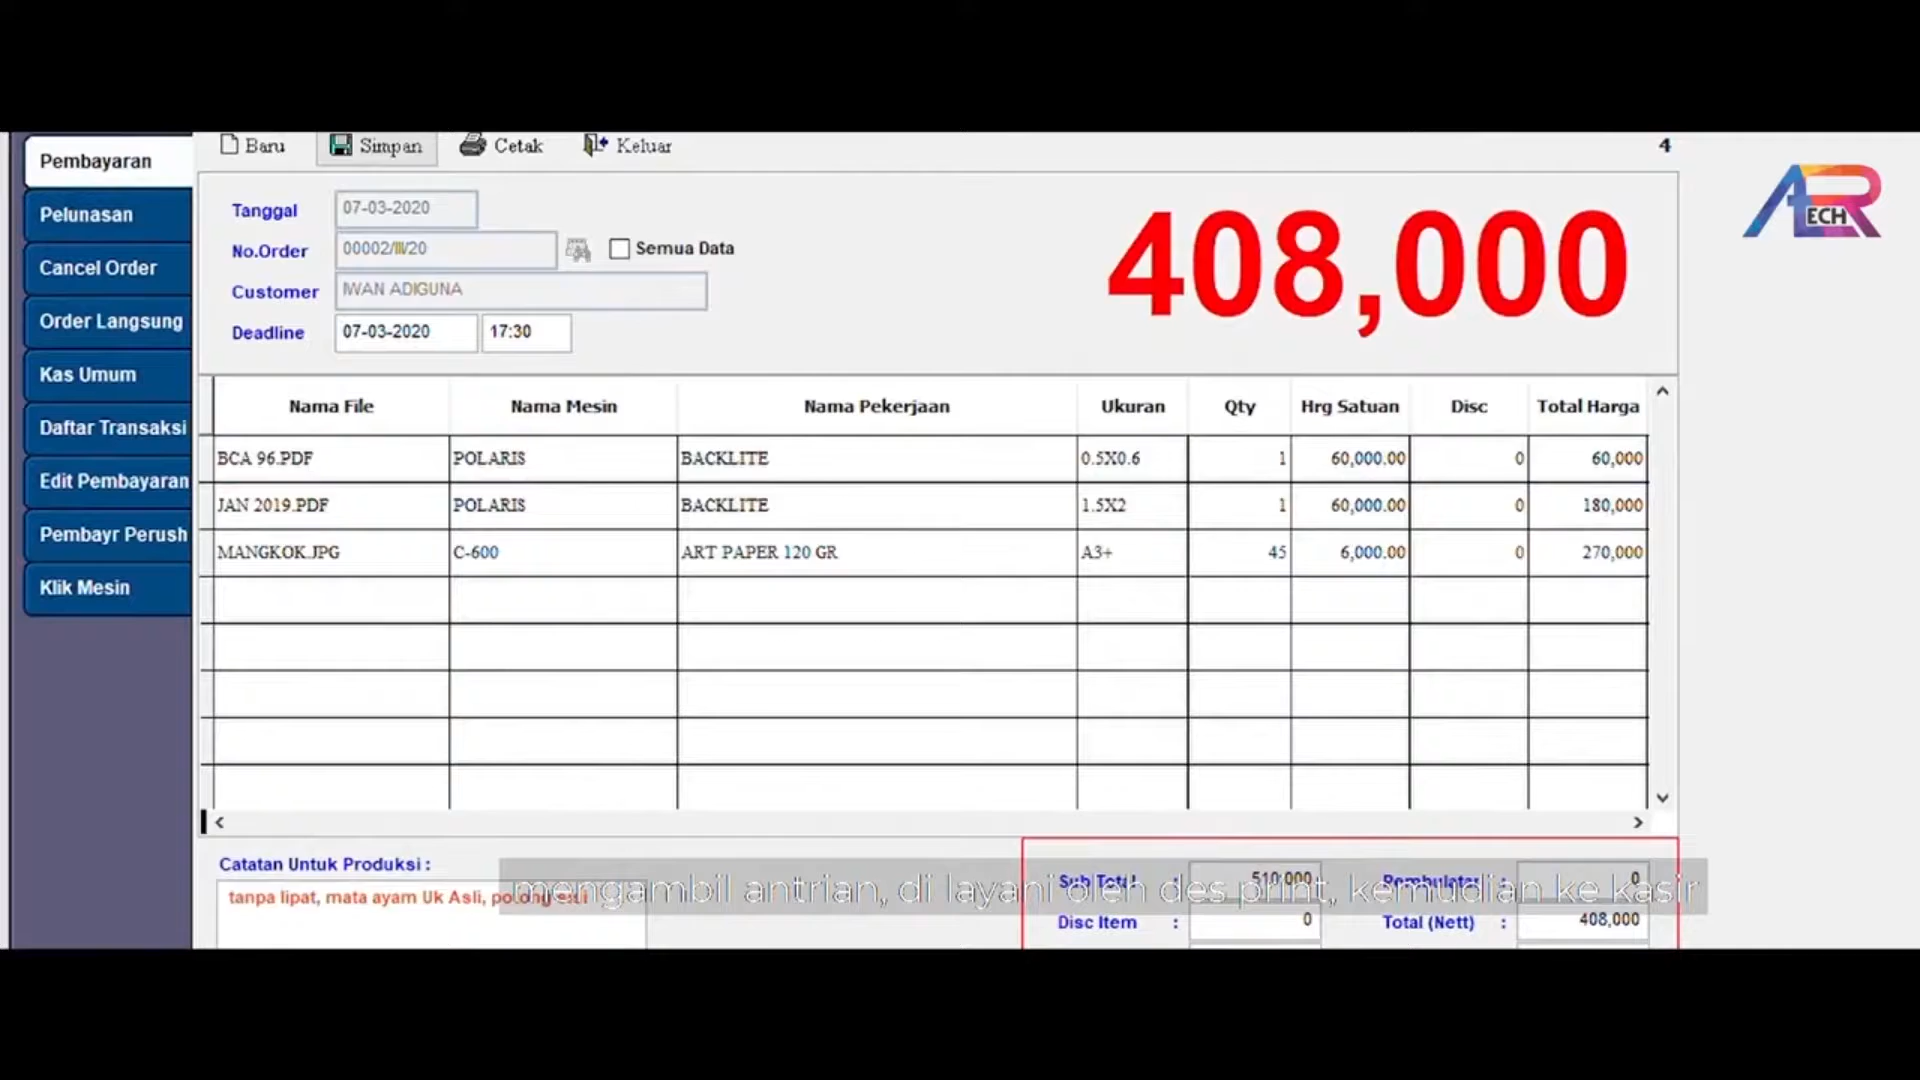 Baru Simpan Cetak Keluar 4
Pembayaran
Pelunasan
Cancel Order
Order Langsung
Kas Umum
Daftar Transaksi
Edit Pembayaran
Pembayr Perush
Klik Mesin
ECH
Tanggal 07-03-2020
No.Order 00002/III/20 Semua Data
Customer IWAN ADIGUNA
Deadline 07-03-2020 17:30
408,000
Nama File Nama Mesin Nama Pekerjaan Ukuran Qty Hrg Satuan Disc Total Harga
BCA 96.PDF POLARIS BACKLITE 0.5X0.6 1 60,000.00 0 60,000
JAN 2019.PDF POLARIS BACKLITE 1.5X2 1 60,000.00 0 180,000
MANGKOK.JPG C-600 ART PAPER 120 GR A3+ 45 6,000.00 0 270,000
Catatan Untuk Produksi :
tanpa lipat, mata ayam Uk Asli,
Sub Total : 510,000 : 0
Disc Item : 0 Total (Nett) : 408,000
mengambil antrian, di layani oleh des print, kemudian ke kasir